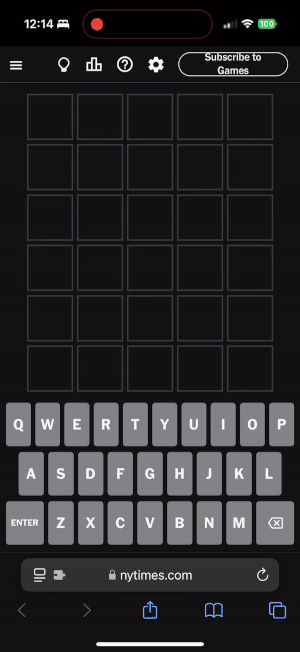 12:14
100
Subscribe to
Games
Q W E R T Y U I O P
A S D F G H J K L
ENTER Z X C V B N M
nytimes.com